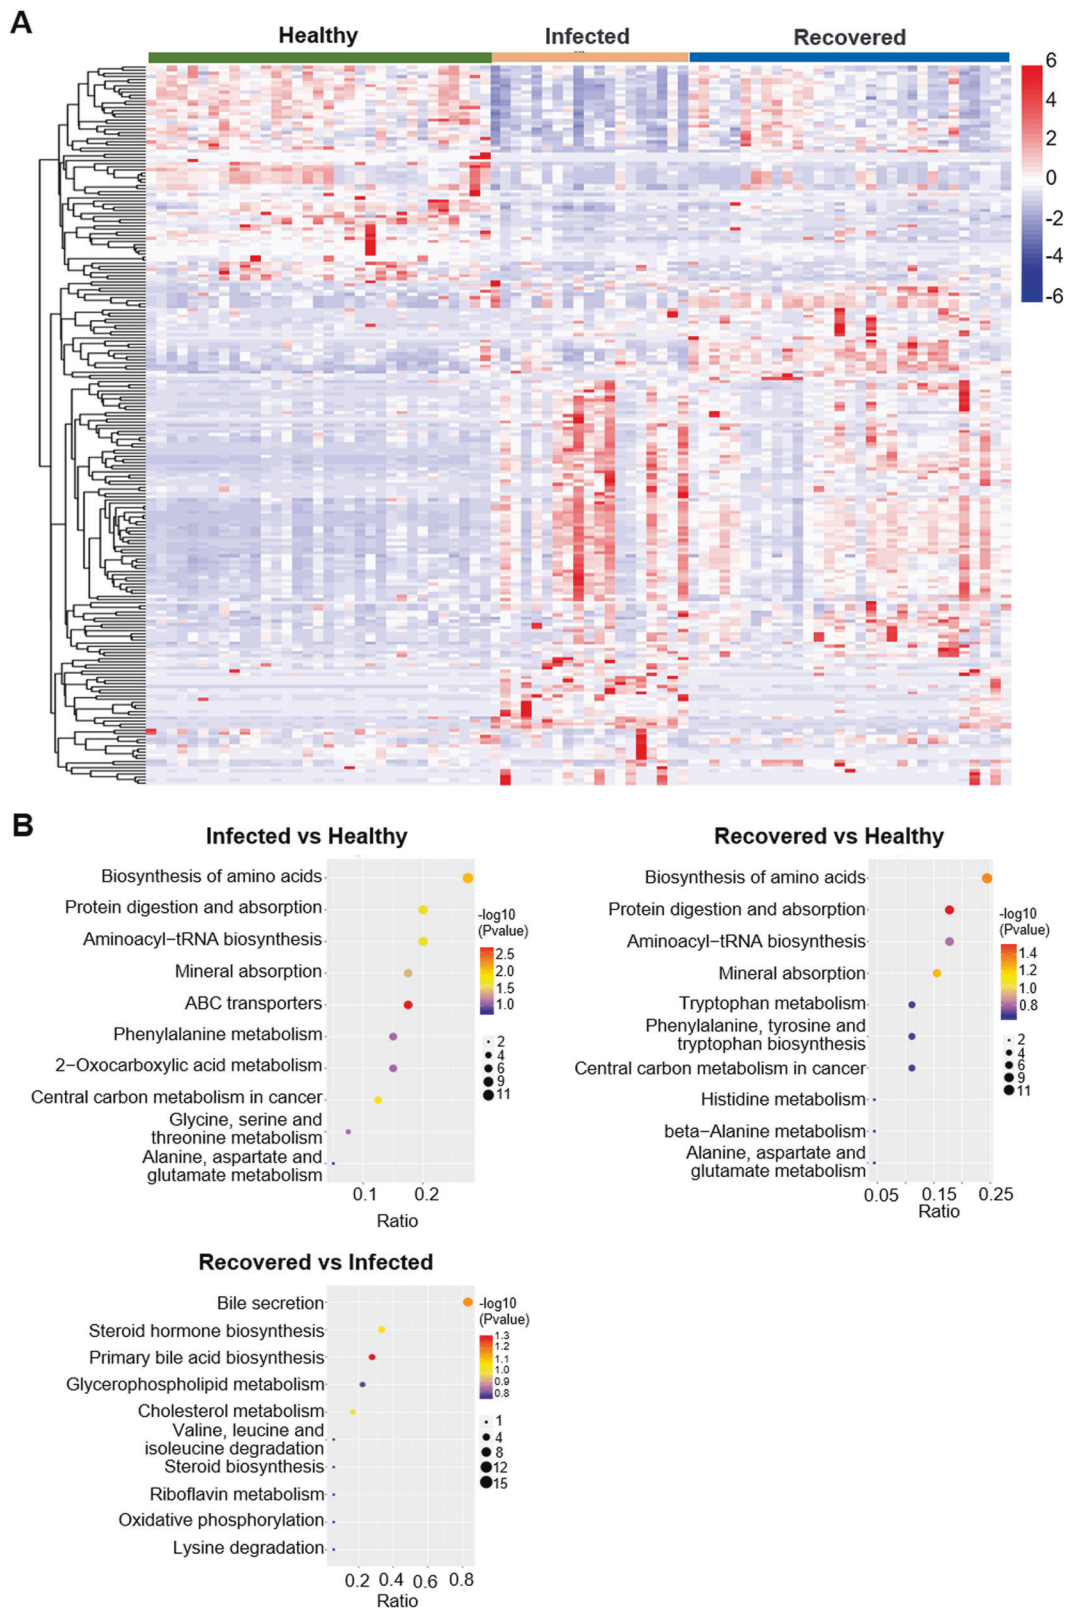 A
Healthy
Infected
Recovered
6
4
2
0
-2
-4
-6
B
Infected vs Healthy
Biosynthesis of amino acids
Protein digestion and absorption
Aminoacyl−tRNA biosynthesis
Mineral absorption
ABC transporters
Phenylalanine metabolism
2−Oxocarboxylic acid metabolism
Central carbon metabolism in cancer
Glycine, serine and
threonine metabolism
Alanine, aspartate and
glutamate metabolism
0.1
0.2
Ratio
-log10
(Pvalue)
2.5
2.0
1.5
1.0
2
4
6
9
11
Recovered vs Healthy
Biosynthesis of amino acids
Protein digestion and absorption
Aminoacyl−tRNA biosynthesis
Mineral absorption
Tryptophan metabolism
Phenylalanine, tyrosine and
tryptophan biosynthesis
Central carbon metabolism in cancer
Histidine metabolism
beta−Alanine metabolism
Alanine, aspartate and
glutamate metabolism
0.05
0.15
0.25
Ratio
-log10
(Pvalue)
1.4
1.2
1.0
0.8
2
4
6
9
11
Recovered vs Infected
Bile secretion
Steroid hormone biosynthesis
Primary bile acid biosynthesis
Glycerophospholipid metabolism
Cholesterol metabolism
Valine, leucine and
isoleucine degradation
Steroid biosynthesis
Riboflavin metabolism
Oxidative phosphorylation
Lysine degradation
0.2 0.4 0.6 0.8
Ratio
-log10
(Pvalue)
1.3
1.2
1.1
1.0
0.9
0.8
1
4
8
12
15